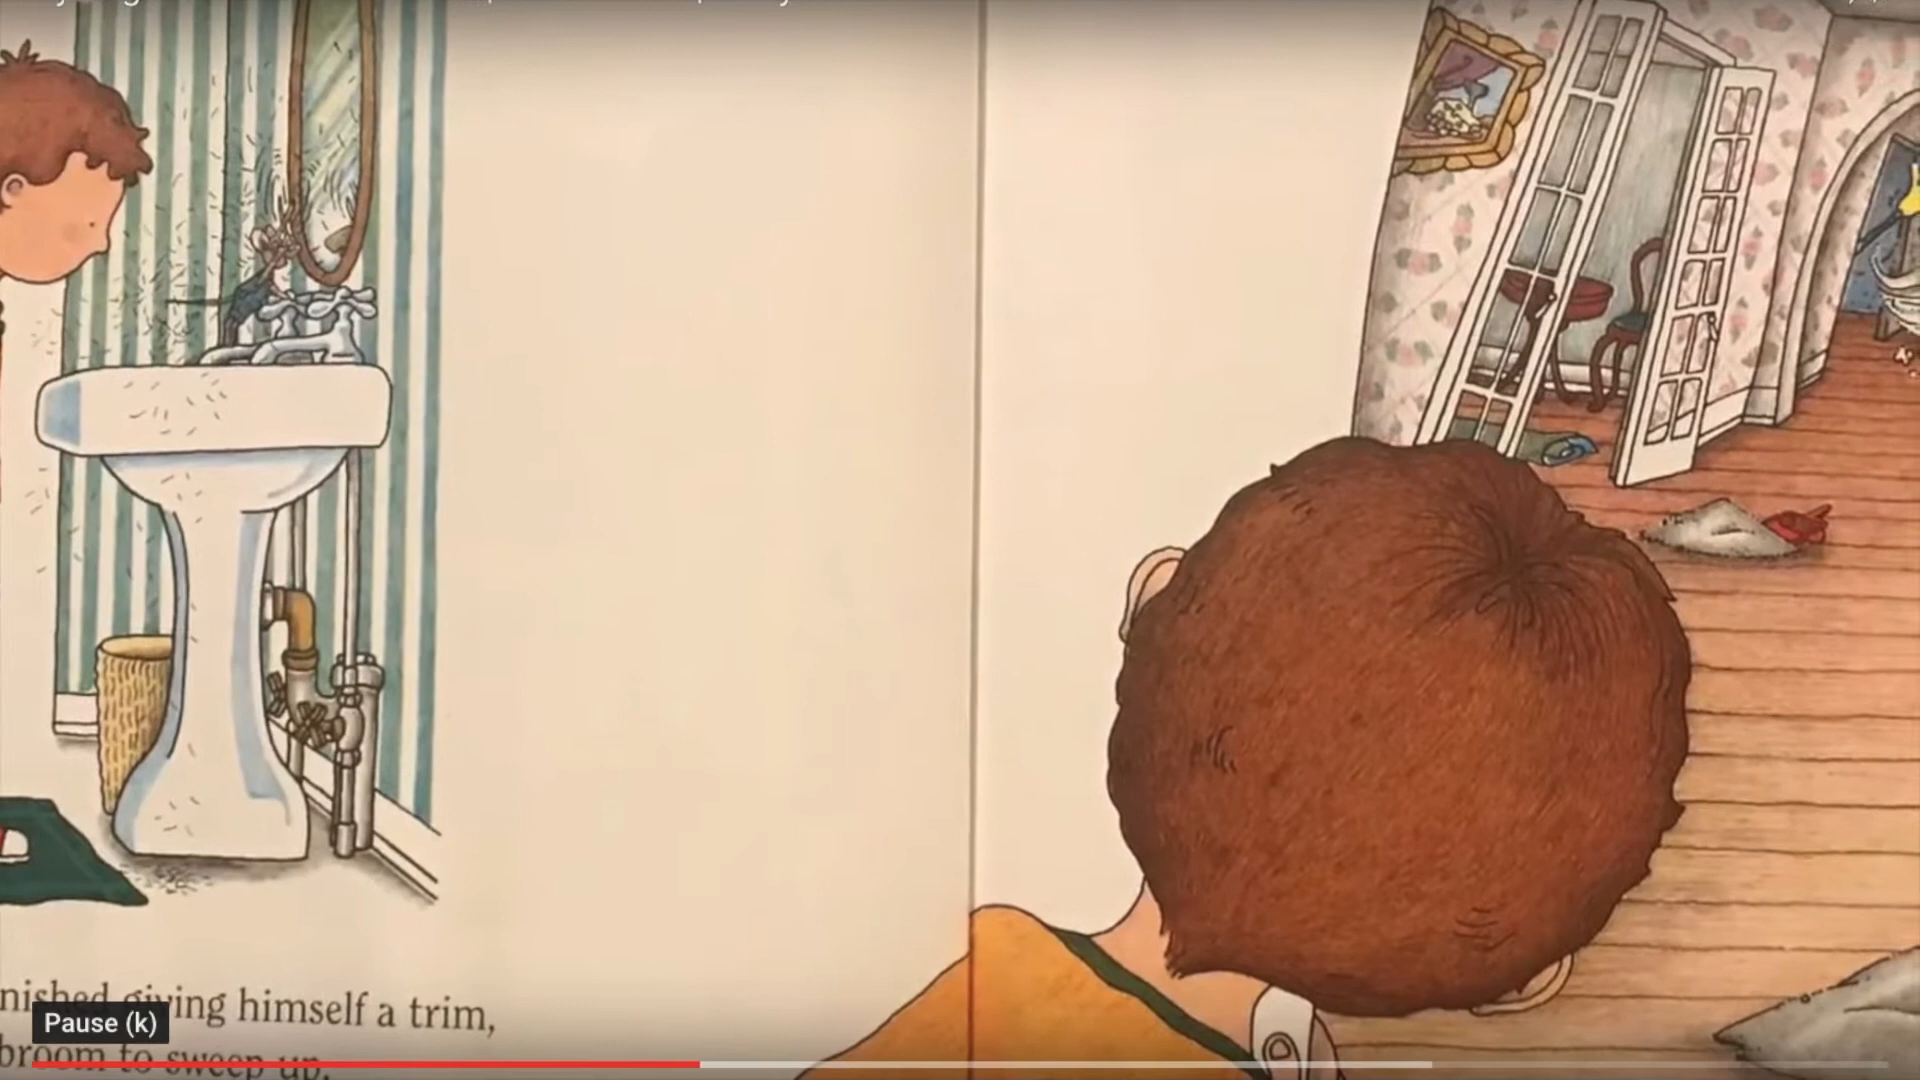 nished giving himself a trim,
Pause (k)
broom to sweep up.